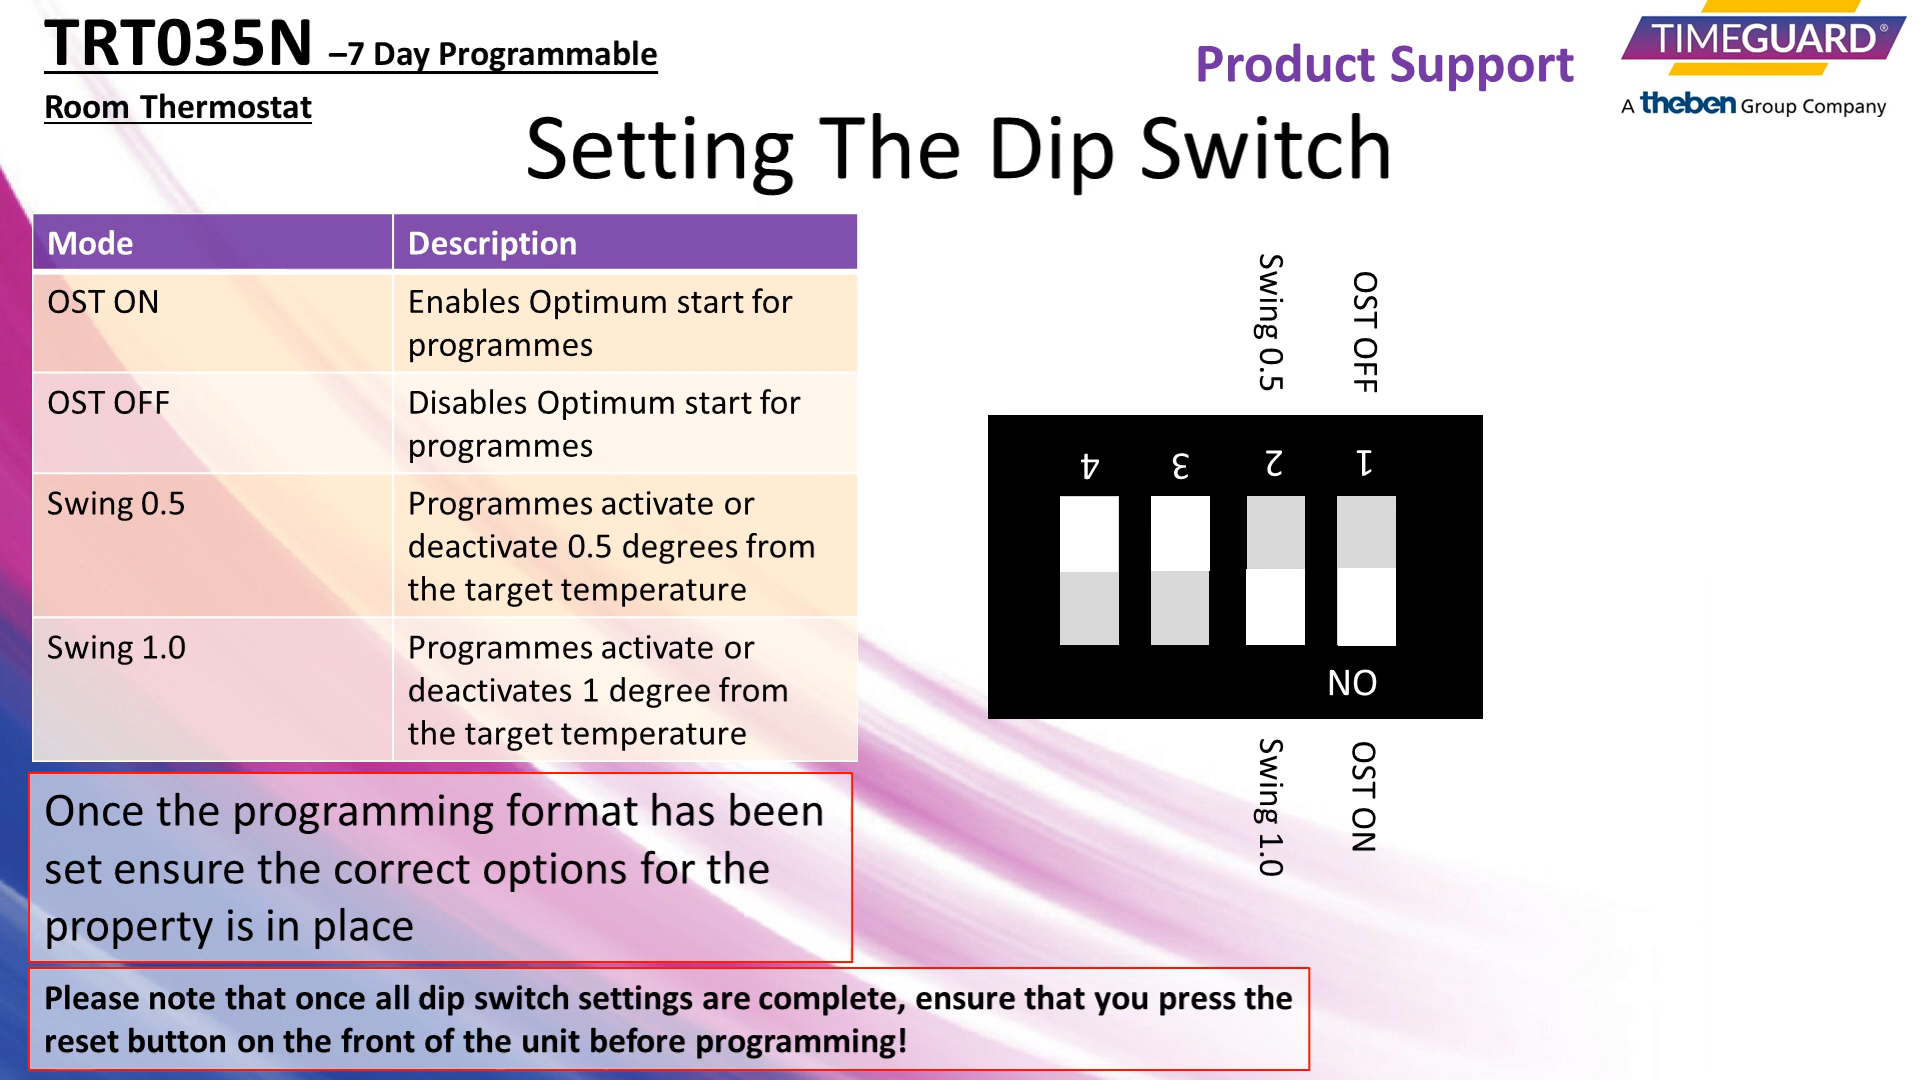 TRT035N –7 Day Programmable
Room Thermostat
Product Support
TIMEGUARD®
A theben Group Company
Setting The Dip Switch
Mode Description
OST ON Enables Optimum start for
programmes
OST OFF Disables Optimum start for
programmes
Swing 0.5 Programmes activate or
deactivate 0.5 degrees from
the target temperature
Swing 1.0 Programmes activate or
deactivates 1 degree from
the target temperature
Once the programming format has been
set ensure the correct options for the
property is in place
Please note that once all dip switch settings are complete, ensure that you press the
reset button on the front of the unit before programming!
Swing 0.5
OST OFF
4 3 2 1
ON
Swing 1.0
OST ON